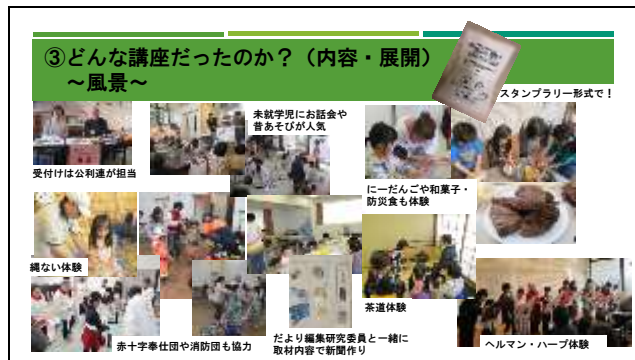 ③どんな講座だったのか？（内容・展開）
～風景～
スタンプラリー形式で！
未就学児にお話会や
昔あそびが人気
受付けは公利連が担当
にーだんごや和菓子・
防災食も体験
縄ない体験
茶道体験
赤十字奉仕団や消防団も協力
だより編集研究委員と一緒に
取材内容で新聞作り
ヘルマン・ハープ体験